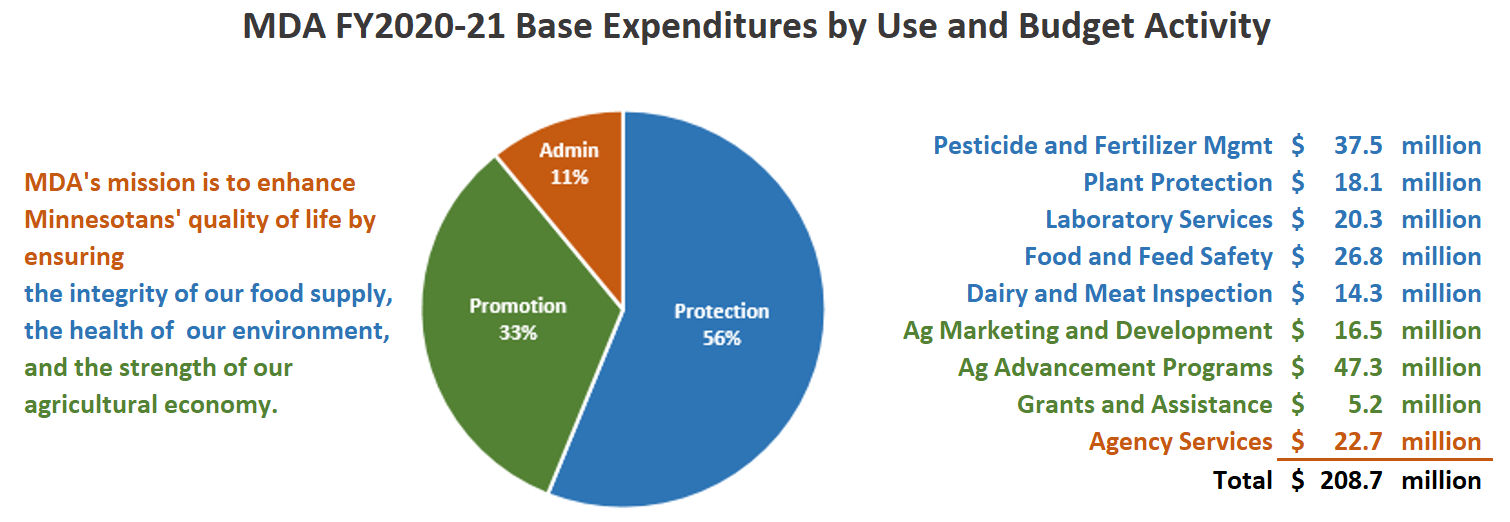 MDA FY2020-21 Base Expenditures by Use and Budget Activity
MDA's mission is to enhance
Minnesotans' quality of life by
ensuring
the integrity of our food supply,
the health of  our environment,
and the strength of our
agricultural economy.
Admin
11%
Promotion
33%
Protection
56%
Pesticide and Fertilizer Mgmt $ 37.5 million
Plant Protection $ 18.1 million
Laboratory Services $ 20.3 million
Food and Feed Safety $ 26.8 million
Dairy and Meat Inspection $ 14.3 million
Ag Marketing and Development $ 16.5 million
Ag Advancement Programs $ 47.3 million
Grants and Assistance $ 5.2 million
Agency Services $ 22.7 million
Total $ 208.7 million